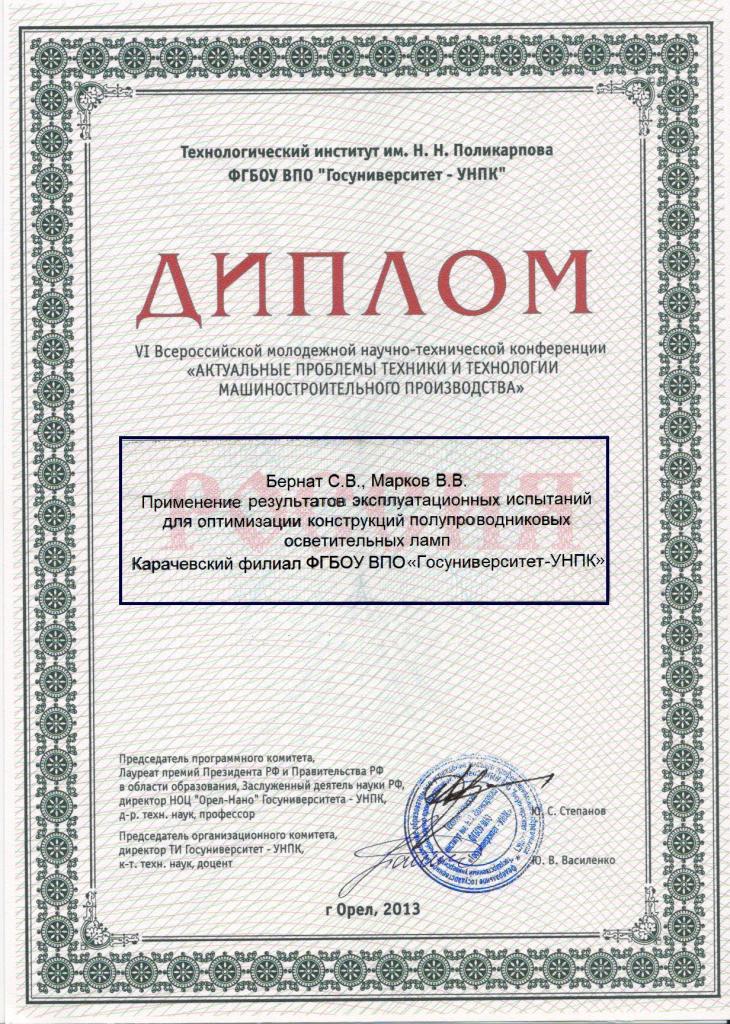 Технологический институт им. Н. Н. Поликарпова
ФГБОУ ВПО "Госуниверситет - УНПК"
ДИПЛОМ
VI Всероссийской молодежной научно-технической конференции
«АКТУАЛЬНЫЕ ПРОБЛЕМЫ ТЕХНИКИ И ТЕХНОЛОГИИ
МАШИНОСТРОИТЕЛЬНОГО ПРОИЗВОДСТВА»
РОССИЯ
Бернат С.В., Марков В.В.
Применение результатов эксплуатационных испытаний
для оптимизации конструкций полупроводниковых
осветительных ламп
Карачевский филиал ФГБОУ ВПО «Госуниверситет-УНПК»
Председатель программного комитета,
Лауреат премий Президента РФ и Правительства РФ
в области образования, Заслуженный деятель науки РФ,
директор НОЦ "Орел-Нано" Госуниверситета - УНПК,
д-р. техн. наук, профессор
Ю. С. Степанов
Председатель организационного комитета,
директор ТИ Госуниверситет - УНПК,
к-т. техн. наук, доцент
Ю. В. Василенко
г Орел, 2013